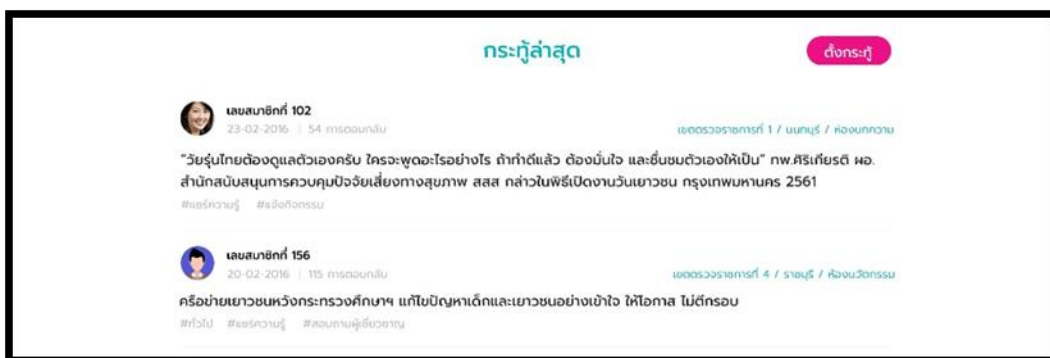 กระทู้ล่าสุด
ตั้งกระทู้
เลขสมาชิกที่ 102
23-02-2016 | 54 การตอบกลับ
เขตตรวจราชการที่ 1 / นนทบุรี / ห้องบทความ
"วัยรุ่นไทยต้องดูแลตัวเองครับ ใครจะพูดอะไรอย่างไร ถ้าทำดีแล้ว ต้องมั่นใจ และชื่นชมตัวเองให้เป็น" ทพ.ศิริเกียรติ ผอ.
สำนักสนับสนุนการควบคุมปัจจัยเสี่ยงทางสุขภาพ สสส กล่าวในพิธีเปิดงานวันเยาวชน กรุงเทพมหานคร 2561
#แชร์ความรู้ #แจ้งกิจกรรม
เลขสมาชิกที่ 156
20-02-2016 | 115 การตอบกลับ
เขตตรวจราชการที่ 4 / ราชบุรี / ห้องนวัตกรรม
ครือข่ายเยาวชนหวังกระทรวงศึกษาฯ แก้ไขปัญหาเด็กและเยาวชนอย่างเข้าใจ ให้โอกาส ไม่ตีกรอบ
#ทั่วไป #แชร์ความรู้ #สอบถามผู้เชี่ยวชาญ